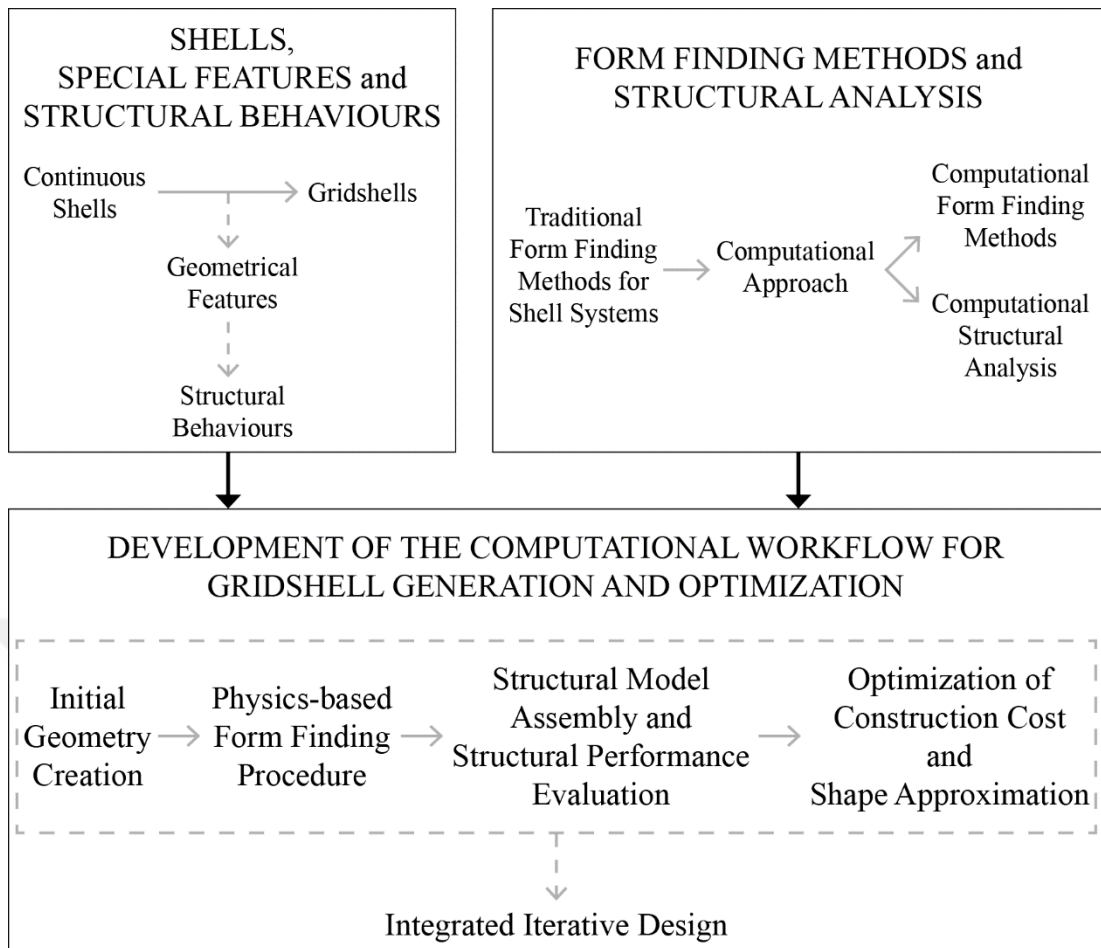 SHELLS,
SPECIAL FEATURES and
STRUCTURAL BEHAVIOURS
Continuous
Shells
Gridshells
Geometrical
Features
Structural
Behaviours
FORM FINDING METHODS and
STRUCTURAL ANALYSIS
Traditional
Form Finding
Methods for
Shell Systems
Computational
Approach
Computational
Form Finding
Methods
Computational
Structural
Analysis
DEVELOPMENT OF THE COMPUTATIONAL WORKFLOW FOR
GRIDSHELL GENERATION AND OPTIMIZATION
Initial
Geometry
Creation
Physics-based
Form Finding
Procedure
Structural Model
Assembly and
Structural Performance
Evaluation
Optimization of
Construction Cost
and
Shape Approximation
Integrated Iterative Design